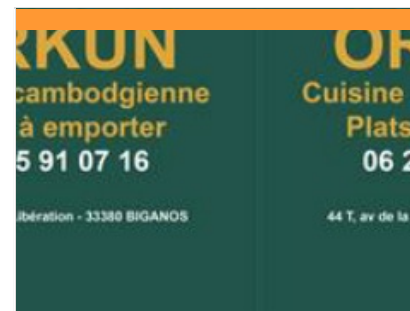 RKUN
cambodgienne
à emporter
5 91 07 16
ibération - 33380 BIGANOS
OR
Cuisine
Plats
06 2
44 T, av de la